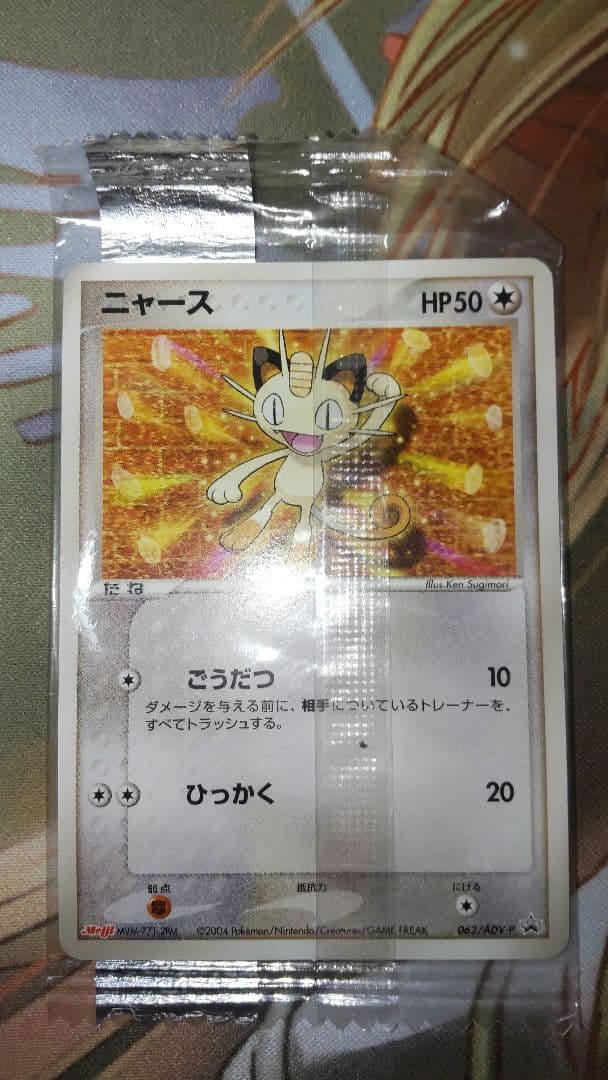 ニャース HP50
たね Illus.Ken Sugimori
ごうだつ 10
ダメージを与える前に、相手についているトレーナーを、
すべてトラッシュする。
ひっかく 20
弱点 抵抗力 にげる
Meiji MVM-77T 2PM ©2004 Pokémon/Nintendo/Creatures/GAME FREAK 062/ADV-P